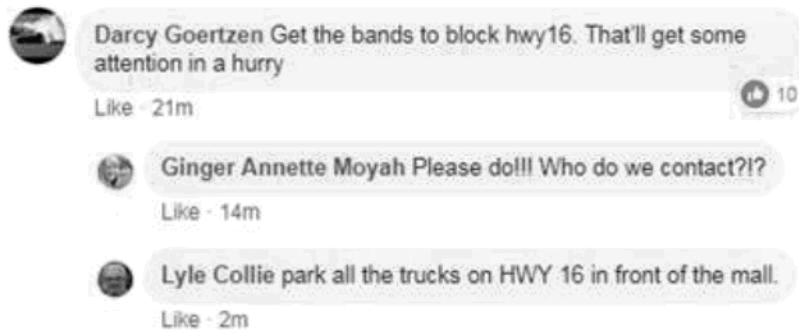 Darcy Goertzen Get the bands to block hwy16. That'll get some
attention in a hurry
Like · 21m
10
Ginger Annette Moyah Please do!!! Who do we contact?!?
Like · 14m
Lyle Collie park all the trucks on HWY 16 in front of the mall.
Like · 2m